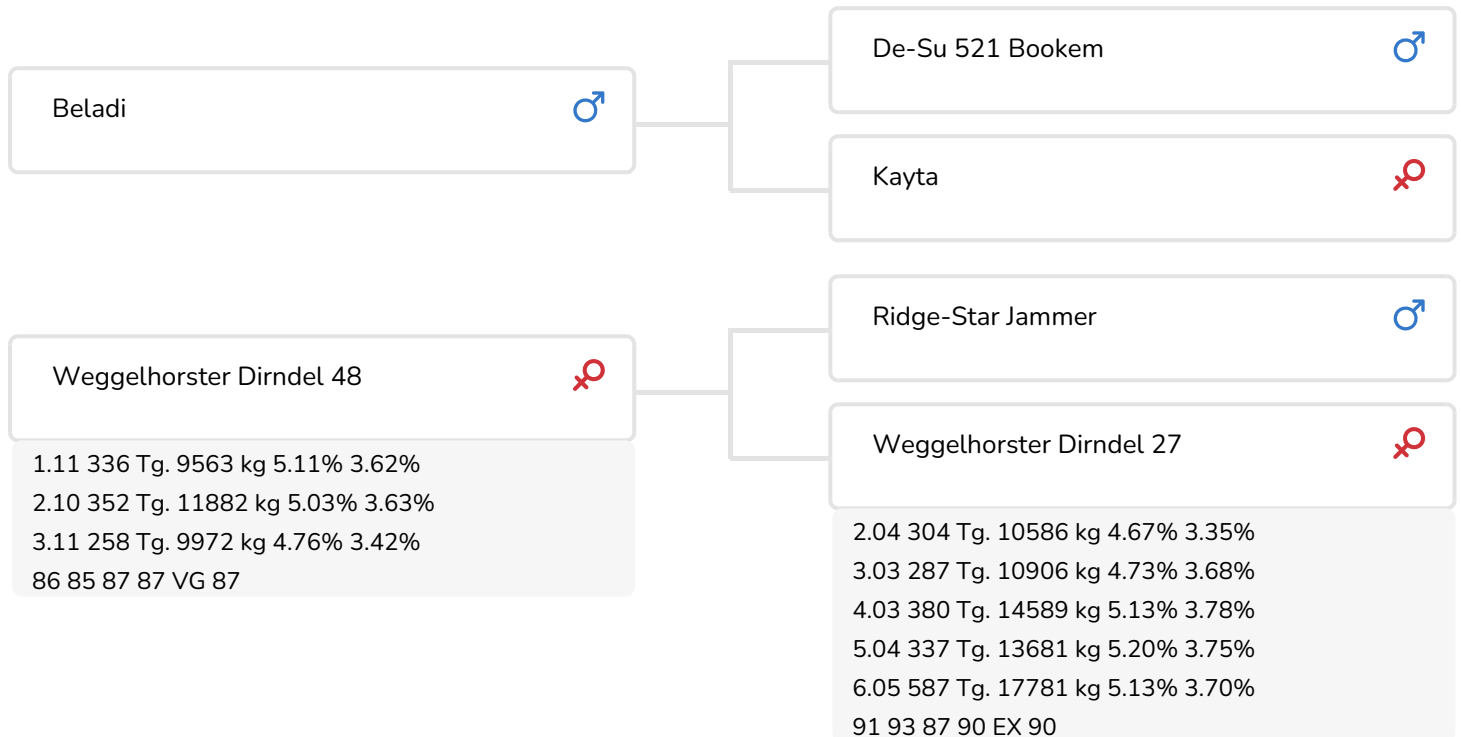 Beladi
De-Su 521 Bookem
Kayta
Weggelhorster Dirndel 48
1.11 336 Tg. 9563 kg 5.11% 3.62%
2.10 352 Tg. 11882 kg 5.03% 3.63%
3.11 258 Tg. 9972 kg 4.76% 3.42%
86 85 87 87 VG 87
Ridge-Star Jammer
Weggelhorster Dirndel 27
2.04 304 Tg. 10586 kg 4.67% 3.35%
3.03 287 Tg. 10906 kg 4.73% 3.68%
4.03 380 Tg. 14589 kg 5.13% 3.78%
5.04 337 Tg. 13681 kg 5.20% 3.75%
6.05 587 Tg. 17781 kg 5.13% 3.70%
91 93 87 90 EX 90